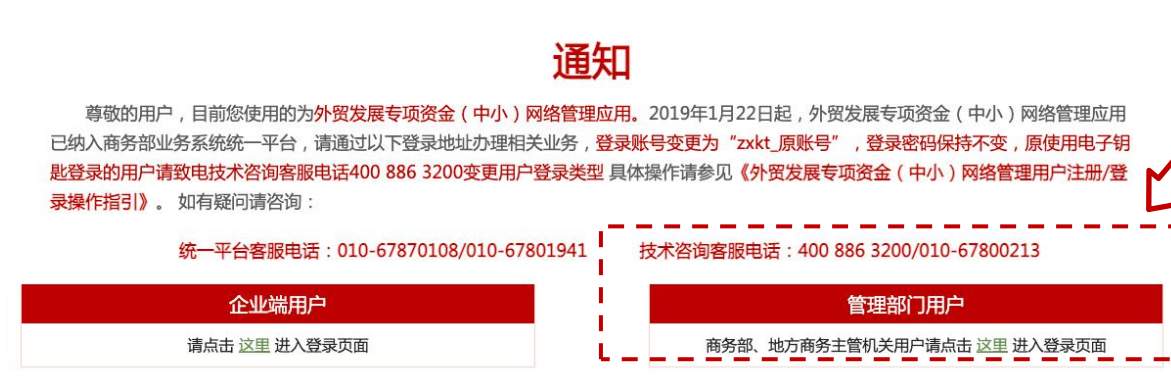 通知
尊敬的用户，目前您使用的为外贸发展专项资金（中小）网络管理应用。2019年1月22日起，外贸发展专项资金（中小）网络管理应用
已纳入商务部业务系统统一平台，请通过以下登录地址办理相关业务，登录账号变更为“zxkt_原账号”，登录密码保持不变，原使用电子钥
匙登录的用户请致电技术咨询客服电话400 886 3200变更用户登录类型 具体操作请参见《外贸发展专项资金（中小）网络管理用户注册/登
录操作指引》。 如有疑问请咨询：
统一平台客服电话：010-67870108/010-67801941 技术咨询客服电话：400 886 3200/010-67800213
企业端用户 管理部门用户
请点击 这里 进入登录页面 商务部、地方商务主管机关用户请点击 这里 进入登录页面